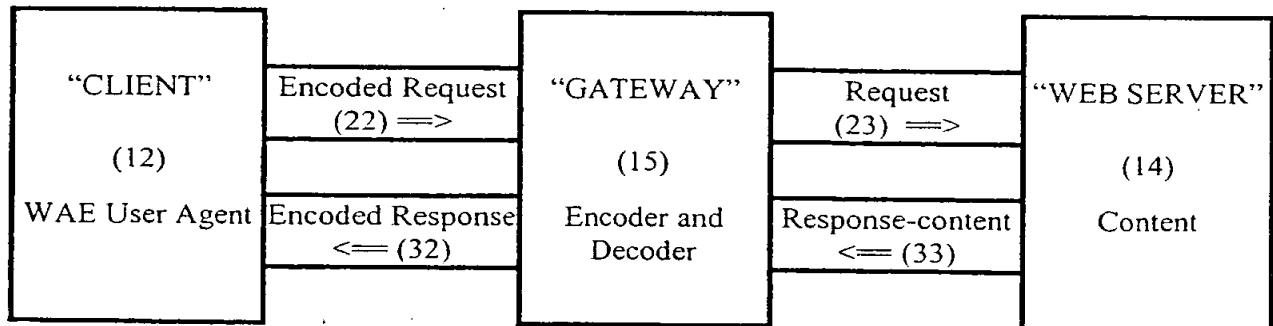 “CLIENT”
(12)
WAE User Agent
Encoded Request
(22) ==>
Encoded Response
<== (32)
“GATEWAY”
(15)
Encoder and
Decoder
Request
(23) ==>
Response-content
<== (33)
“WEB SERVER”
(14)
Content